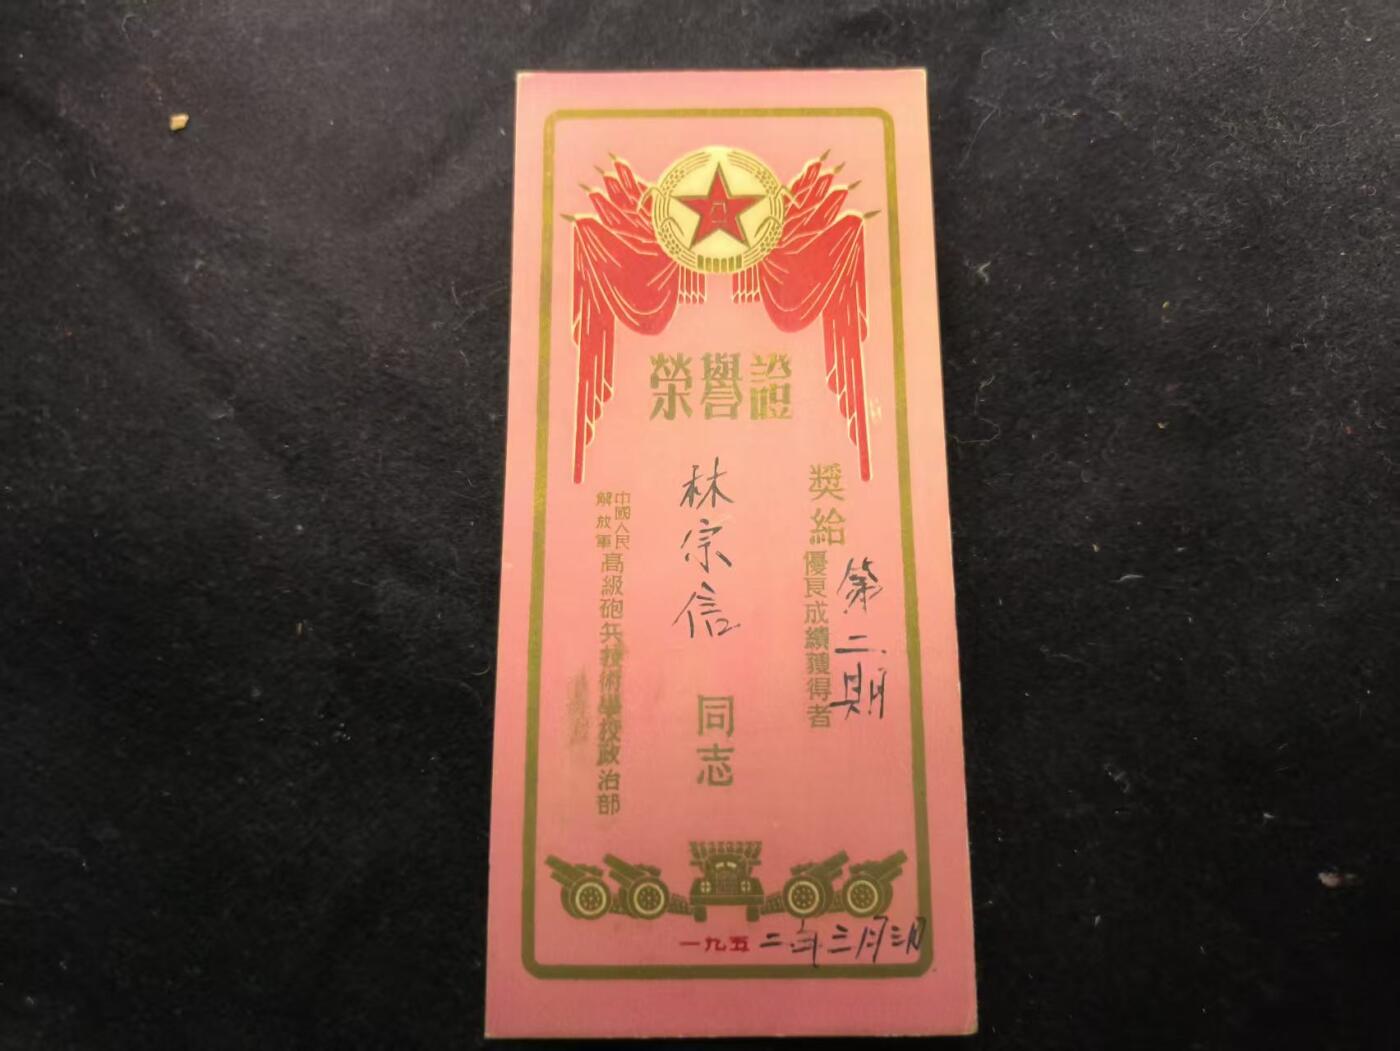 榮譽證
獎給優良成績獲得者
第二期
林宗信
同志
中國人民
解放軍
高級砲兵技術學校政治部
一九五二年三月三日